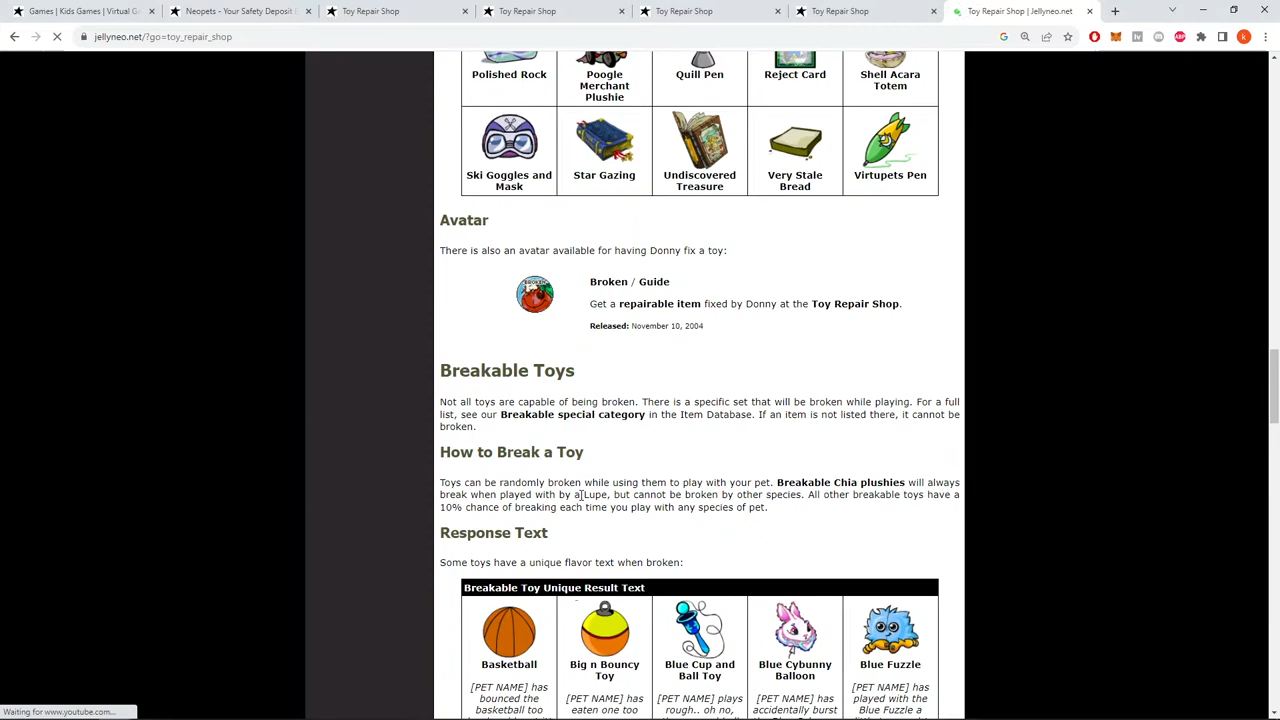 Games | Kids Games | Virtual G
Neopets - Your Safety Deposit
Toy Repair Shop
Toy Repair Shop
Toy Repair Shop
Toy Repair Shop
Toy Repair Shop | Jellyneo.net
jellyneo.net/?go=toy_repair_shop
Polished Rock
Poogle
Merchant
Plushie
Quill Pen
Reject Card
Shell Acara
Totem
Ski Goggles and
Mask
Star Gazing
Undiscovered
Treasure
Very Stale
Bread
Virtupets Pen
Avatar
There is also an avatar available for having Donny fix a toy:
BROKEN
Broken / Guide
Get a repairable item fixed by Donny at the Toy Repair Shop.
Released: November 10, 2004
Breakable Toys
Not all toys are capable of being broken. There is a specific set that will be broken while playing. For a full
list, see our Breakable special category in the Item Database. If an item is not listed there, it cannot be
broken.
How to Break a Toy
Toys can be randomly broken while using them to play with your pet. Breakable Chia plushies will always
break when played with by a Lupe, but cannot be broken by other species. All other breakable toys have a
10% chance of breaking each time you play with any species of pet.
Response Text
Some toys have a unique flavor text when broken:
Breakable Toy Unique Result Text
Basketball
Big n Bouncy
Toy
Blue Cup and
Ball Toy
Blue Cybunny
Balloon
Blue Fuzzle
[PET NAME] has
bounced the
basketball too
[PET NAME] has
eaten one too
[PET NAME] plays
rough.. oh no,
[PET NAME] has
accidentally burst
[PET NAME] has
played with the
Blue Fuzzle a
Waiting for www.youtube.com...